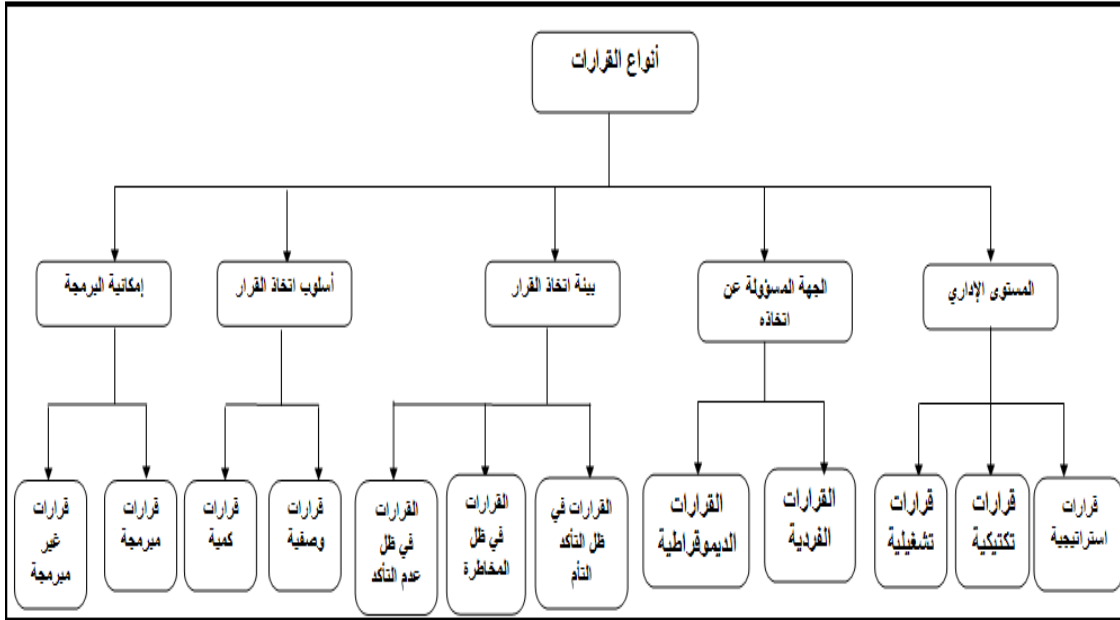 أنواع القرارات
المستوى الإداري
الجهة المسؤولة عن
اتخاذه
بيئة اتخاذ القرار
أسلوب اتخاذ القرار
إمكانية البرمجة
قرارات
استراتيجية
قرارات
تكتيكية
قرارات
تشغيلية
القرارات
الفردية
القرارات
الديموقراطية
القرارات في
ظل التأكد
التأم
القرارات
في ظل
المخاطرة
القرارات
في ظل
عدم التأكد
قرارات
وصفية
قرارات
كمية
قرارات
مبرمجة
قرارات
غير
مبرمجة